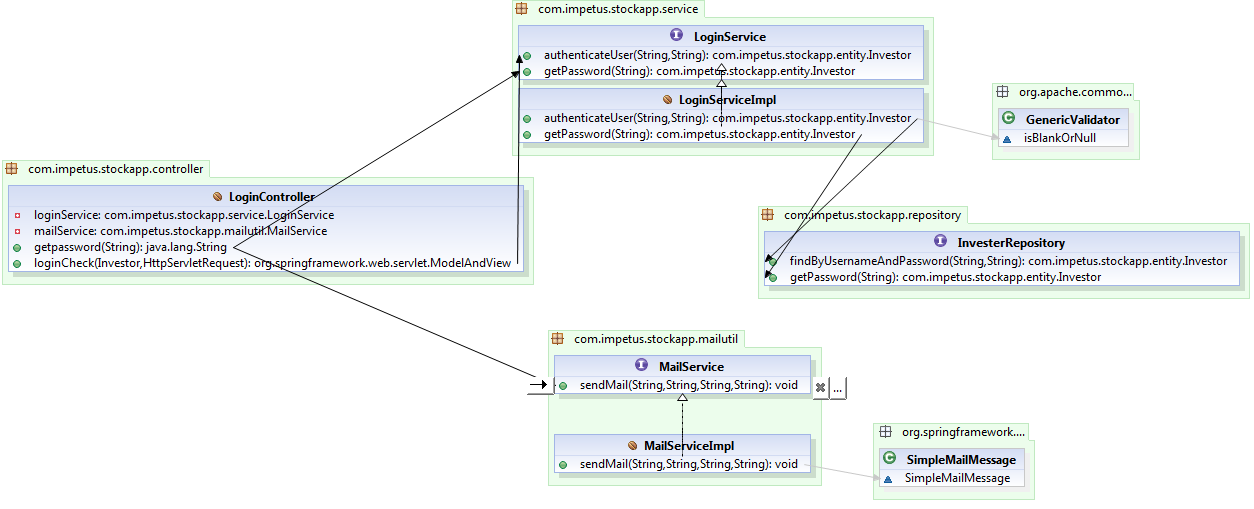 com.impetus.stockapp.service
LoginService
authenticateUser(String,String): com.impetus.stockapp.entity.Investor
getPassword(String): com.impetus.stockapp.entity.Investor
LoginServiceImpl
authenticateUser(String,String): com.impetus.stockapp.entity.Investor
getPassword(String): com.impetus.stockapp.entity.Investor
org.apache.commo...
GenericValidator
isBlankOrNull
com.impetus.stockapp.controller
LoginController
loginService: com.impetus.stockapp.service.LoginService
mailService: com.impetus.stockapp.mailutil.MailService
getpassword(String): java.lang.String
loginCheck(Investor,HttpServletRequest): org.springframework.web.servlet.ModelAndView
com.impetus.stockapp.repository
InvesterRepository
findByUsernameAndPassword(String,String): com.impetus.stockapp.entity.Investor
getPassword(String): com.impetus.stockapp.entity.Investor
com.impetus.stockapp.mailutil
MailService
sendMail(String,String,String,String): void
...
MailServiceImpl
sendMail(String,String,String,String): void
org.springframework....
SimpleMailMessage
SimpleMailMessage